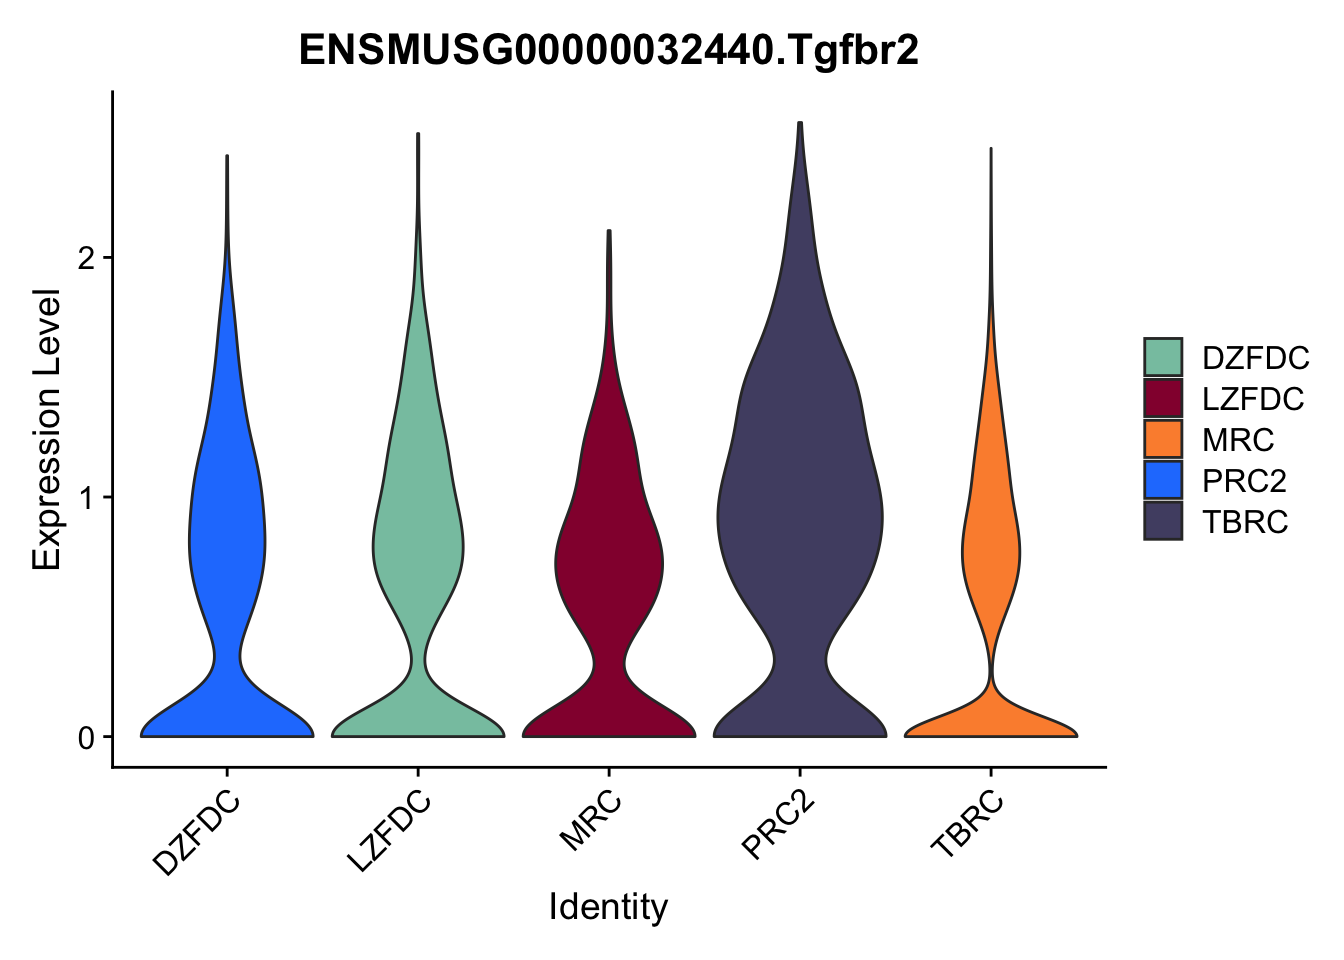 ENSMUSG00000032440.Tgfbr2
Expression Level
2
1
0
DZFDC
LZFDC
MRC
PRC2
TBRC
Identity
DZFDC
LZFDC
MRC
PRC2
TBRC